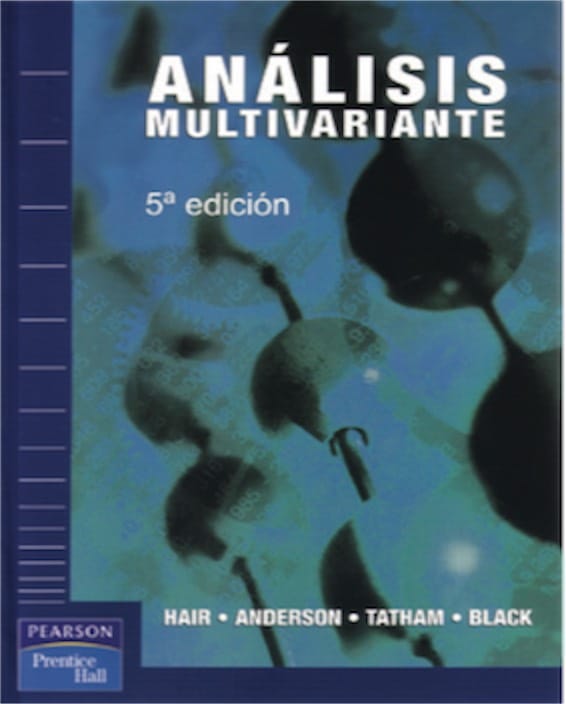 ANÁLISIS
MULTIVARIANTE
5ª edición
HAIR • ANDERSON • TATHAM • BLACK
PEARSON
Prentice
Hall